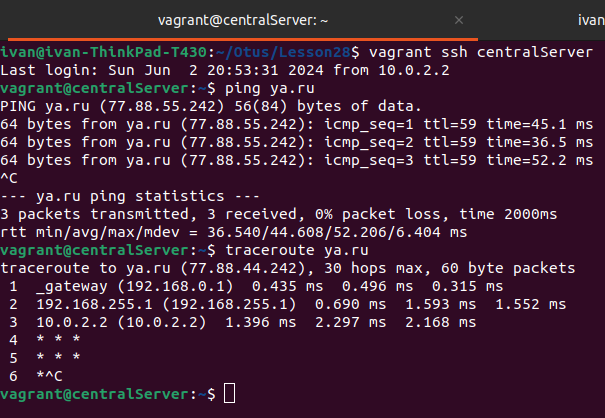 vagrant@centralServer: ~
ivan
ivan@ivan-ThinkPad-T430:~/Otus/Lesson28$ vagrant ssh centralServer
Last login: Sun Jun  2 20:53:31 2024 from 10.0.2.2
vagrant@centralServer:~$ ping ya.ru
PING ya.ru (77.88.55.242) 56(84) bytes of data.
64 bytes from ya.ru (77.88.55.242): icmp_seq=1 ttl=59 time=45.1 ms
64 bytes from ya.ru (77.88.55.242): icmp_seq=2 ttl=59 time=36.5 ms
64 bytes from ya.ru (77.88.55.242): icmp_seq=3 ttl=59 time=52.2 ms
^C
--- ya.ru ping statistics ---
3 packets transmitted, 3 received, 0% packet loss, time 2000ms
rtt min/avg/max/mdev = 36.540/44.608/52.206/6.404 ms
vagrant@centralServer:~$ traceroute ya.ru
traceroute to ya.ru (77.88.44.242), 30 hops max, 60 byte packets
 1  _gateway (192.168.0.1)  0.435 ms  0.496 ms  0.315 ms
 2  192.168.255.1 (192.168.255.1)  0.690 ms  1.593 ms  1.552 ms
 3  10.0.2.2 (10.0.2.2)  1.396 ms  2.297 ms  2.168 ms
 4  * * *
 5  * * *
 6  *^C
vagrant@centralServer:~$